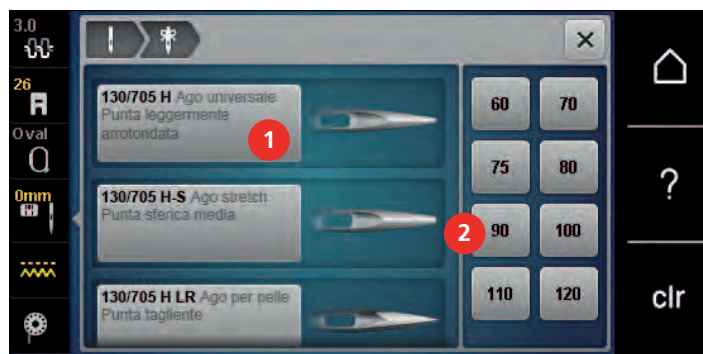 3.0
26
Oval
0mm
130/705 H Ago universale
Punta leggermente
arrotondata
1
130/705 H-S Ago stretch
Punta sferica media
130/705 H LR Ago per pelle
Punta tagliente
2
60 70
75 80
90 100
110 120
?
clr